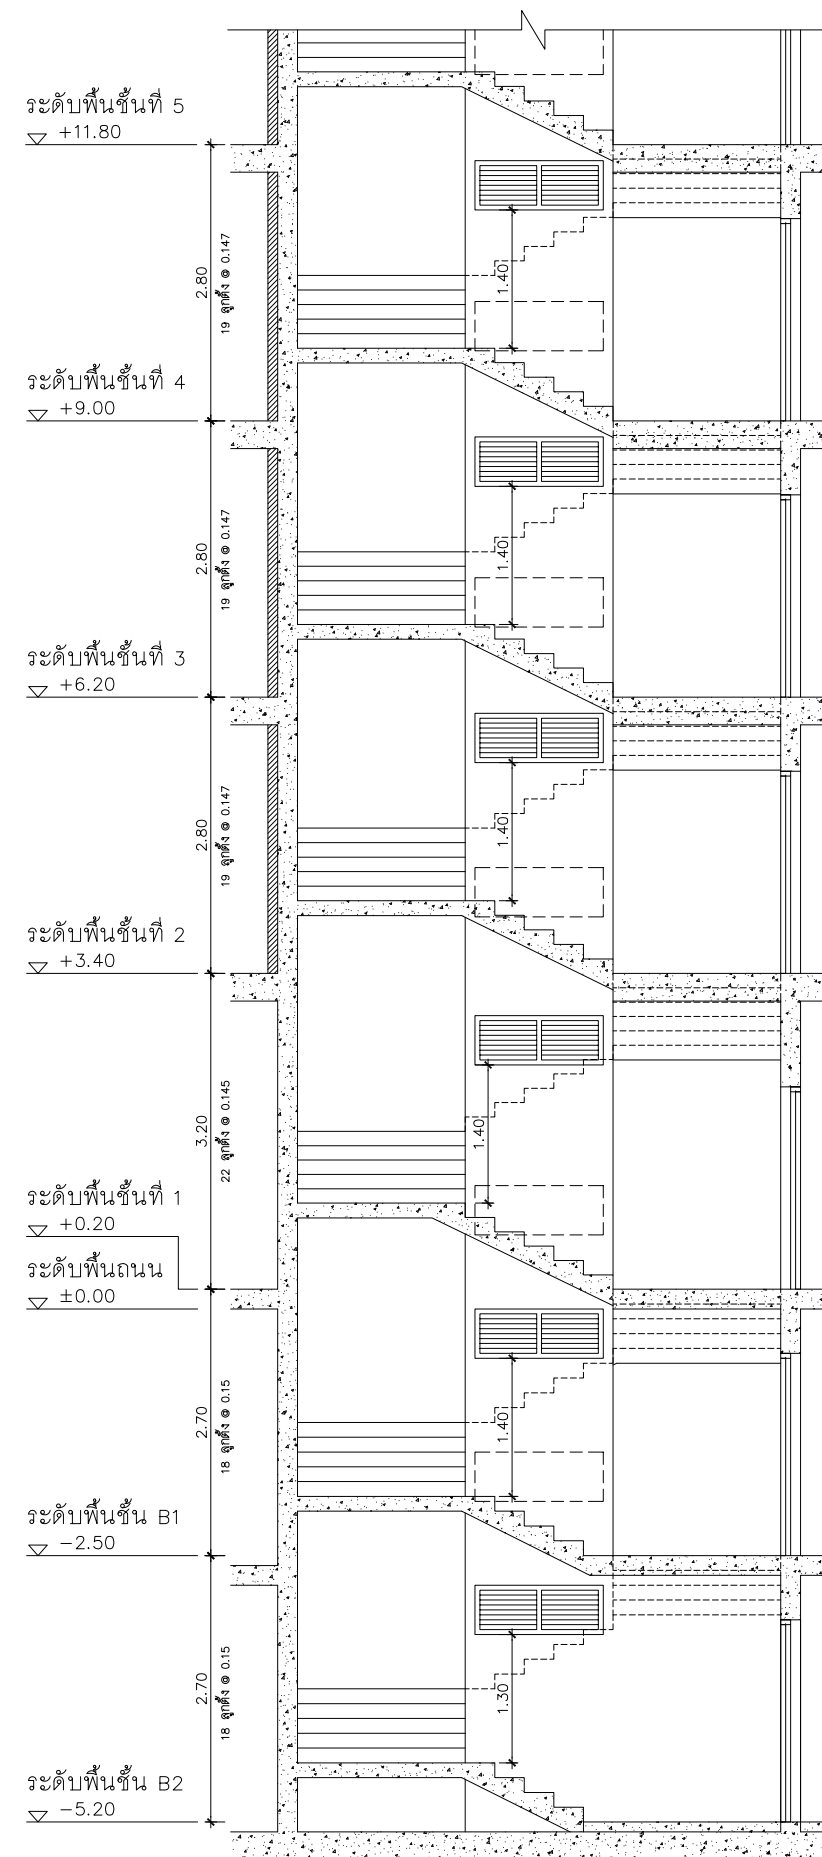 ระดับพื้นชั้นที่ 5
+11.80
2.80
19 ลูกตั้ง @ 0.147
1.40
ระดับพื้นชั้นที่ 4
+9.00
2.80
19 ลูกตั้ง @ 0.147
1.40
ระดับพื้นชั้นที่ 3
+6.20
2.80
19 ลูกตั้ง @ 0.147
1.40
ระดับพื้นชั้นที่ 2
+3.40
3.20
22 ลูกตั้ง @ 0.145
1.40
ระดับพื้นชั้นที่ 1
+0.20
ระดับพื้นถนน
±0.00
2.70
18 ลูกตั้ง @ 0.15
1.40
ระดับพื้นชั้น B1
−2.50
2.70
18 ลูกตั้ง @ 0.15
1.30
ระดับพื้นชั้น B2
−5.20